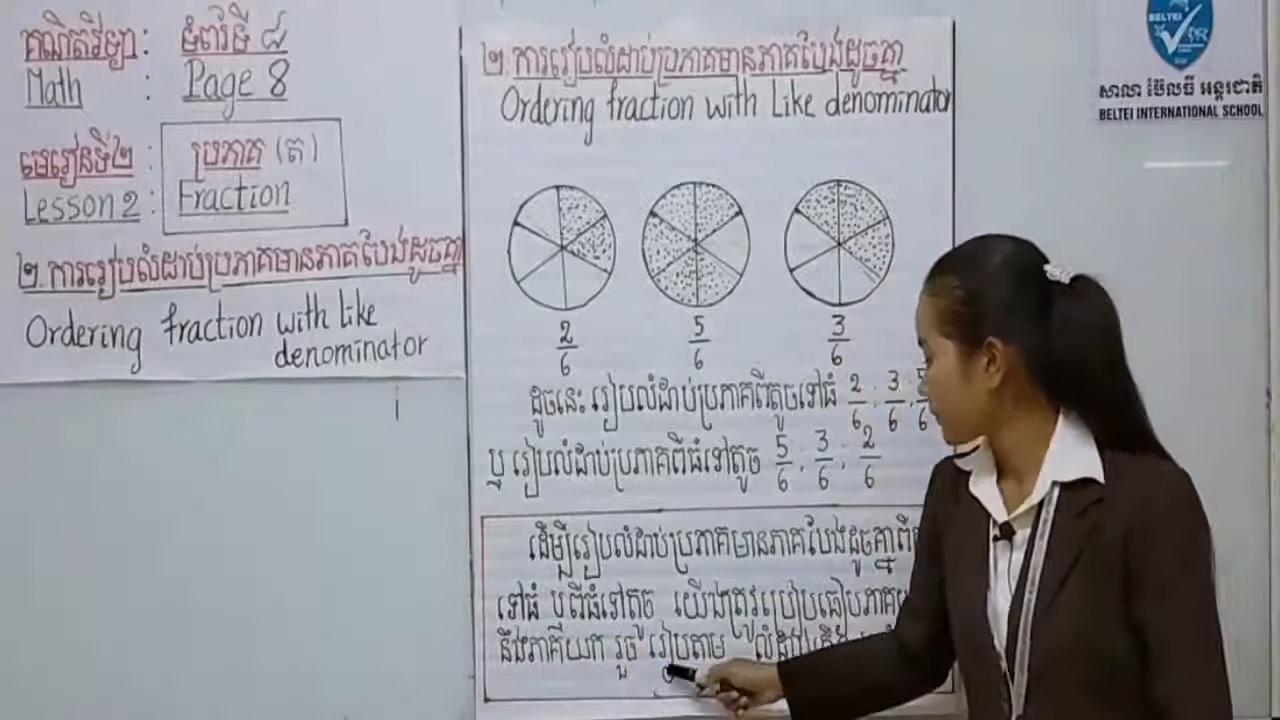 គណិតវិទ្យា : ទំព័រទី ៨
Math : Page 8
មេរៀនទី២ : ប្រភាគ (ត)
Lesson 2 : Fraction
២. ការរៀបលំដាប់ប្រភាគមានភាគបែងដូចគ្នា
Ordering fraction with like
denominator
២. ការរៀបលំដាប់ប្រភាគមានភាគបែងដូចគ្នា
Ordering fraction with Like denominator
2/6 5/6 3/6
ដូចនេះ រៀបលំដាប់ប្រភាគពីតូចទៅធំ 2/6 ; 3/6 ; 5/6
ឬ រៀបលំដាប់ប្រភាគពីធំទៅតូច 5/6 ; 3/6 ; 2/6
ដើម្បីរៀបលំដាប់ប្រភាគមានភាគបែងដូចគ្នា
ទៅធំ ឬពីធំទៅតូច យើងត្រូវប្រៀបធៀបភាគ
នឹងភាគយក រួច រៀបតាម
BELTEI
សាលា ប៊ែលធី អន្តរជាតិ
BELTEI INTERNATIONAL SCHOOL